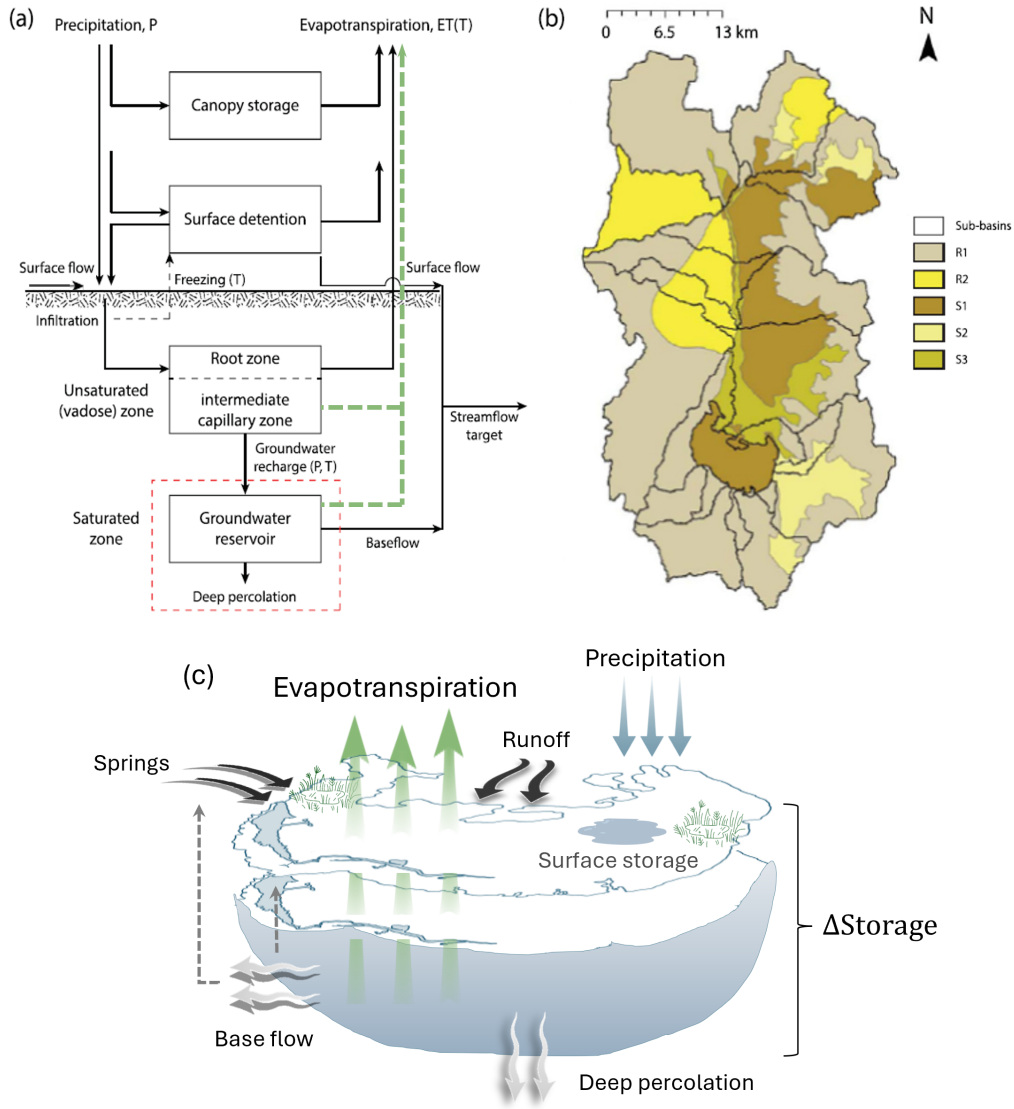 (a)
Precipitation, P
Evapotranspiration, ET(T)
Canopy storage
Surface detention
Surface flow
Freezing (T)
Surface flow
Infiltration
Root zone
Unsaturated
(vadose) zone
intermediate
capillary zone
Streamflow
target
Groundwater
recharge (P, T)
Saturated
zone
Groundwater
reservoir
Baseflow
Deep percolation
(b)
0 6.5 13 km
N
Sub-basins
R1
R2
S1
S2
S3
(c)
Precipitation
Evapotranspiration
Runoff
Springs
Surface storage
ΔStorage
Base flow
Deep percolation